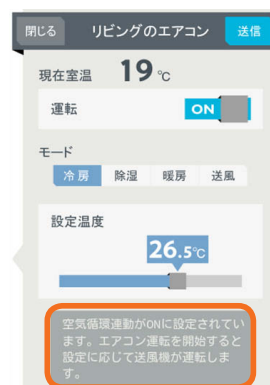 閉じる リビングのエアコン 送信
現在室温 19℃
運転 ON
モード
冷房 除湿 暖房 送風
設定温度
26.5℃
空気循環連動がONに設定されてい
ます。エアコン運転を開始すると
設定に応じて送風機が運転しま
す。